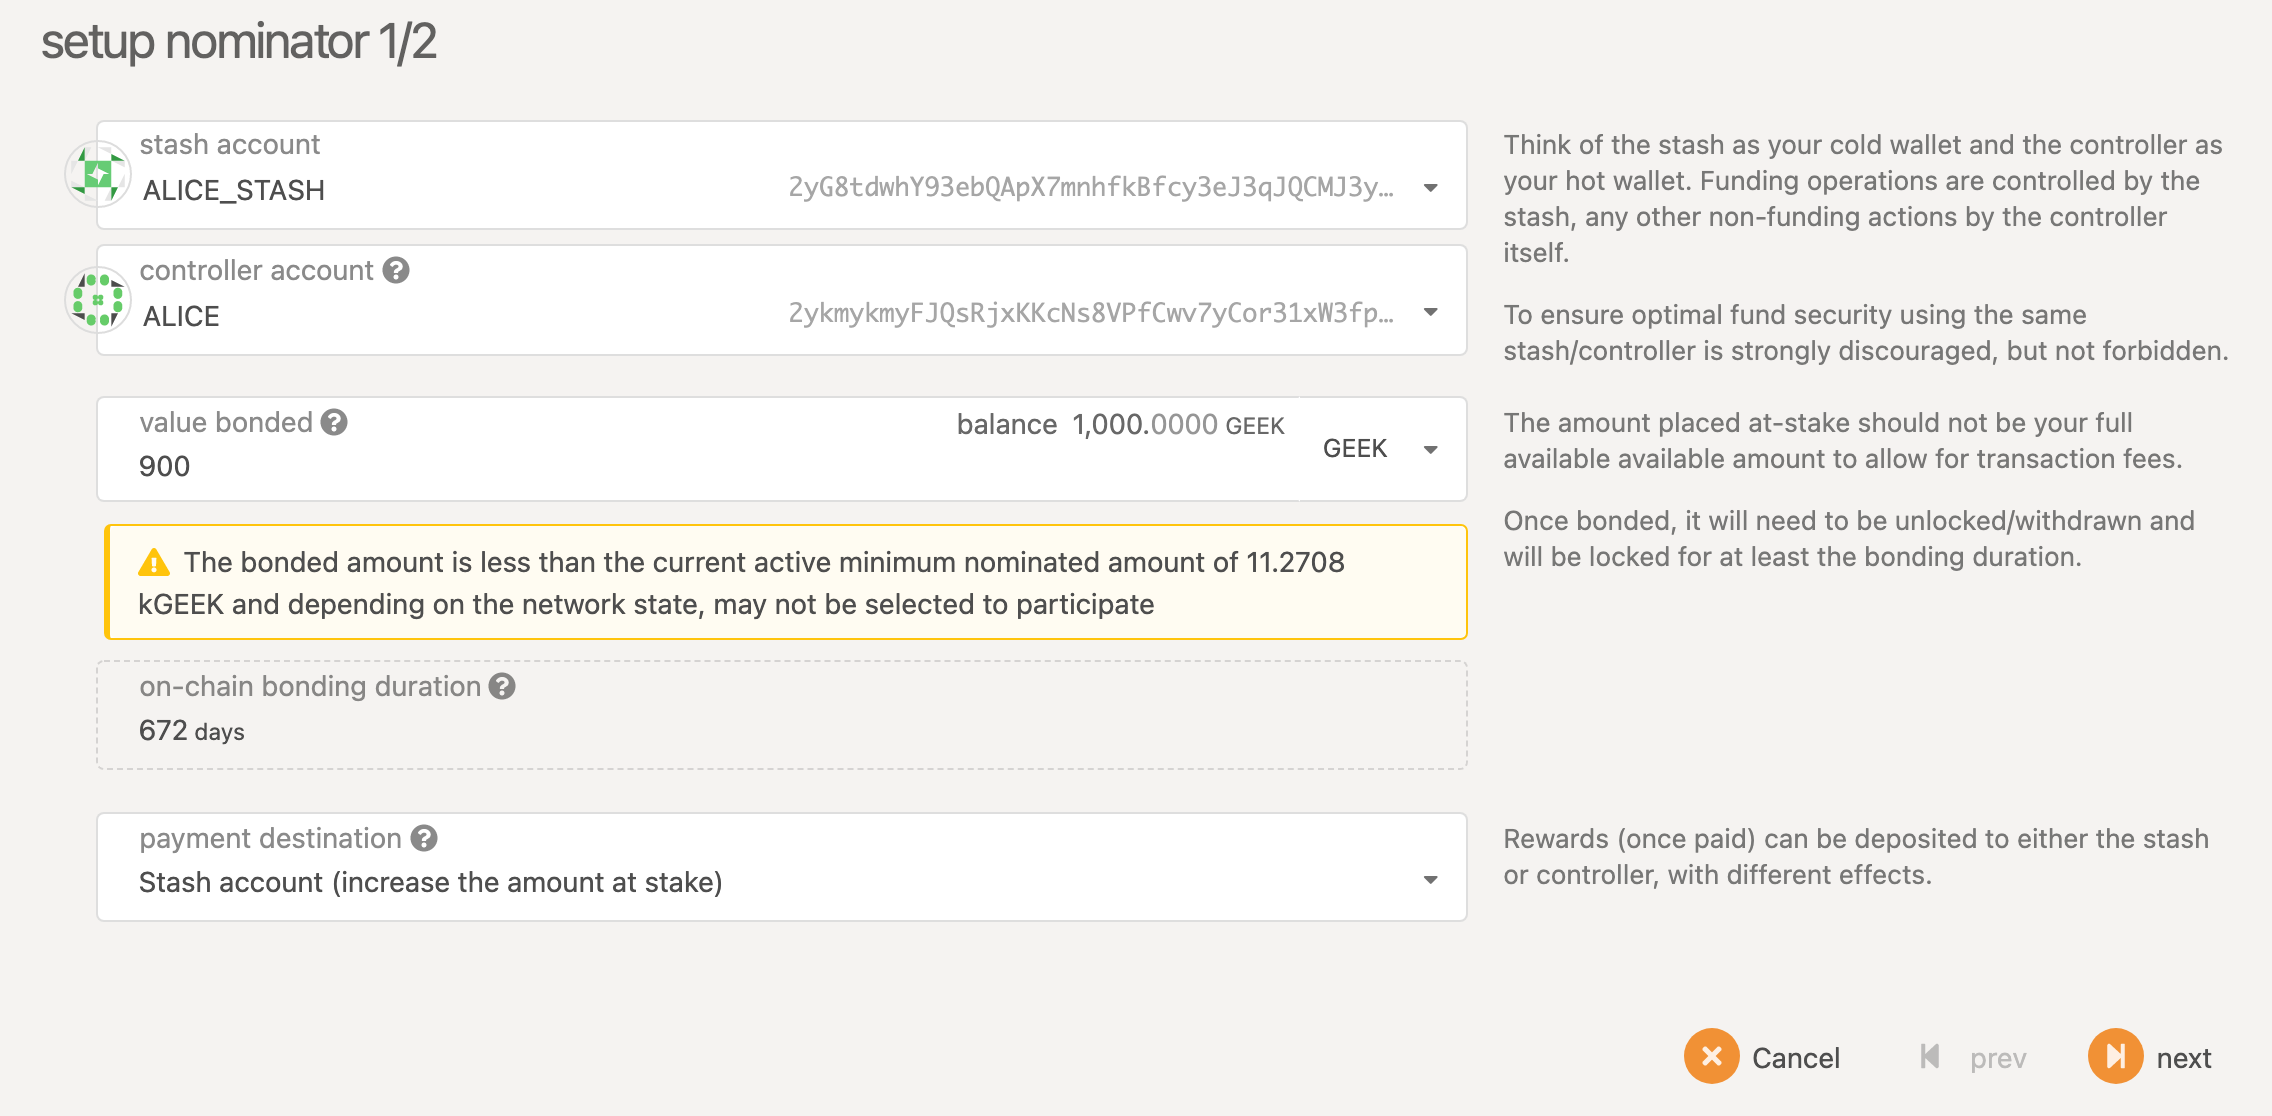 setup nominator 1/2
stash account
ALICE_STASH
2yG8tdwhY93ebQApX7mnhfkBfcy3eJ3qJQCMJ3y…
Think of the stash as your cold wallet and the controller as
your hot wallet. Funding operations are controlled by the
stash, any other non-funding actions by the controller
itself.
controller account ?
ALICE
2ykmykmyFJQsRjxKKcNs8VPfCwv7yCor31xW3fp…
To ensure optimal fund security using the same
stash/controller is strongly discouraged, but not forbidden.
value bonded ?
900
balance 1,000.0000 GEEK
GEEK
The amount placed at-stake should not be your full
available available amount to allow for transaction fees.
Once bonded, it will need to be unlocked/withdrawn and
will be locked for at least the bonding duration.
The bonded amount is less than the current active minimum nominated amount of 11.2708
kGEEK and depending on the network state, may not be selected to participate
on-chain bonding duration ?
672 days
payment destination ?
Stash account (increase the amount at stake)
Rewards (once paid) can be deposited to either the stash
or controller, with different effects.
Cancel
prev
next